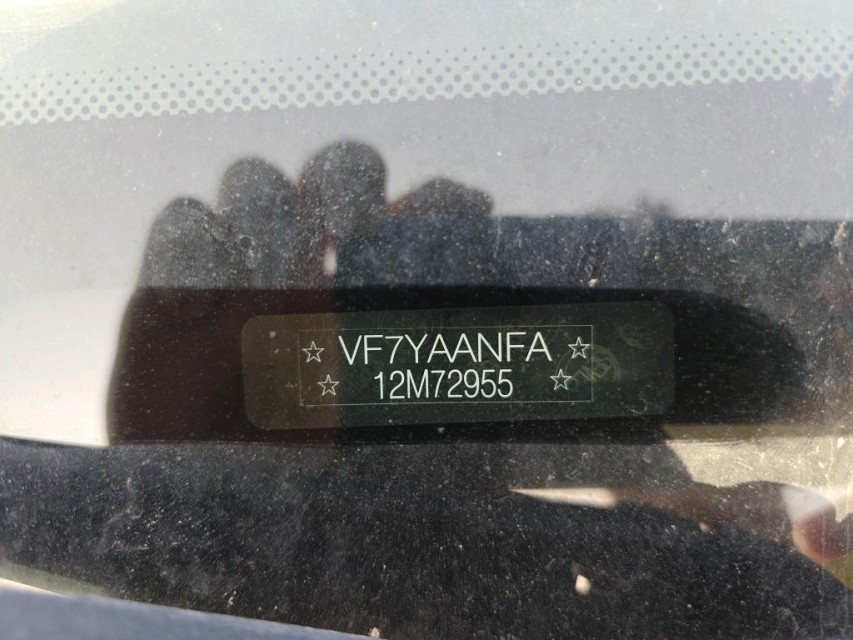 ☆ VF7YAANFA ☆
☆ 12M72955 ☆